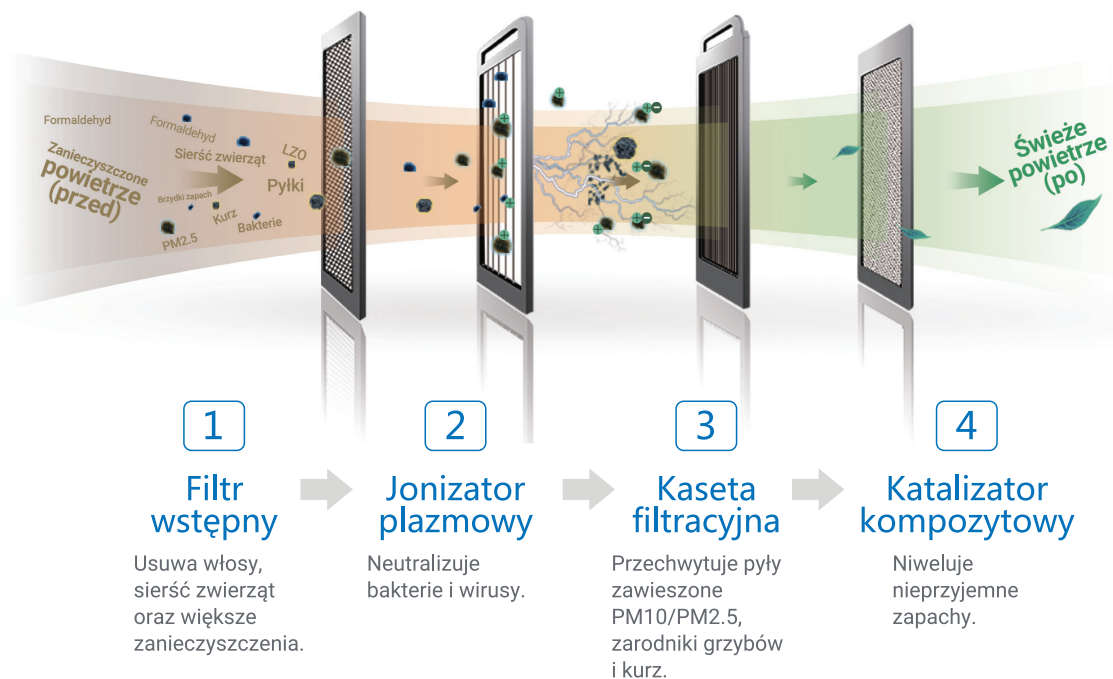 Formaldehyd
Formaldehyd
LZO
Zanieczyszczone
powietrze
(przed)
Sierść zwierząt
Pyłki
Brzydki zapach
Kurz
Bakterie
PM2.5
Świeże
powietrze
(po)
1
Filtr
wstępny
Usuwa włosy,
sierść zwierząt
oraz większe
zanieczyszczenia.
2
Jonizator
plazmowy
Neutralizuje
bakterie i wirusy.
3
Kaseta
filtracyjna
Przechwytuje pyły
zawieszone
PM10/PM2.5,
zarodniki grzybów
i kurz.
4
Katalizator
kompozytowy
Niweluje
nieprzyjemne
zapachy.